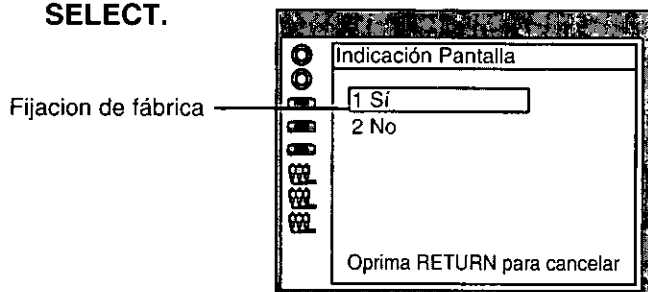 SELECT.
Indicación Pantalla
Fijacion de fábrica
1 Sí
2 No
Oprima RETURN para cancelar